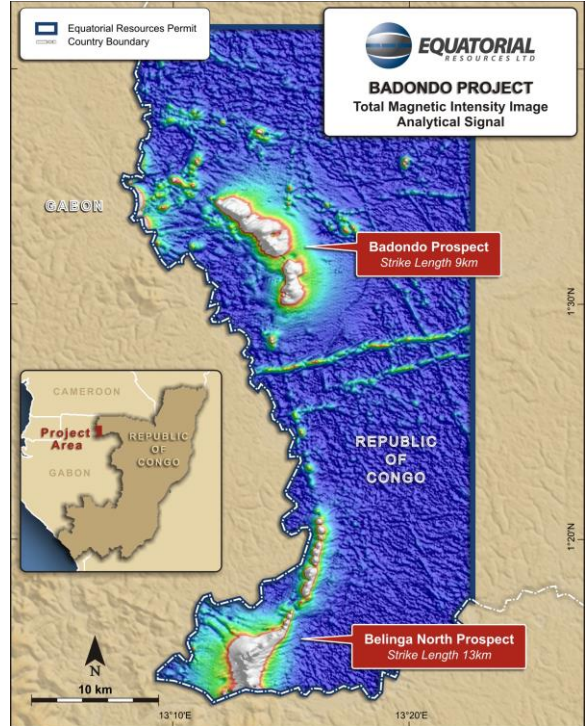 Equatorial Resources Permit
Country Boundary
EQUATORIAL
RESOURCES LTD
BADONDO PROJECT
Total Magnetic Intensity Image
Analytical Signal
GABON
Badondo Prospect
Strike Length 9km
1°30'N
CAMEROON
Project
Area
REPUBLIC
OF CONGO
GABON
REPUBLIC
OF
CONGO
1°20'N
Belinga North Prospect
Strike Length 13km
N
10 km
13°10'E
13°20'E